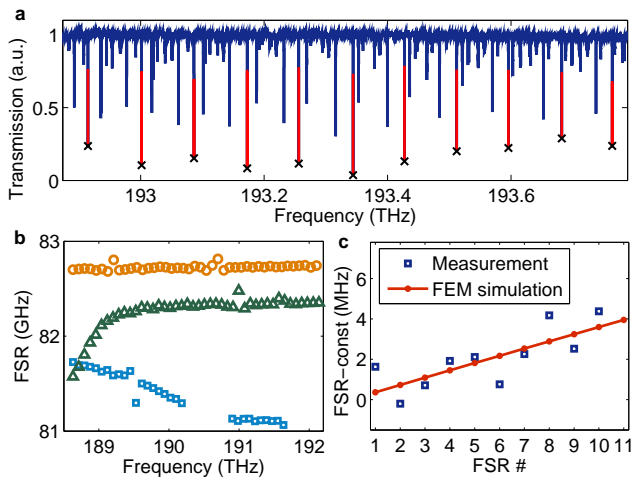 a
Transmission (a.u.)
1
0.5
0
193
193.2
193.4
193.6
Frequency (THz)
b
FSR (GHz)
83
82
81
189
190
191
192
Frequency (THz)
c
FSR−const (MHz)
Measurement
FEM simulation
6
4
2
0
1 2 3 4 5 6 7 8 9 10 11
FSR #